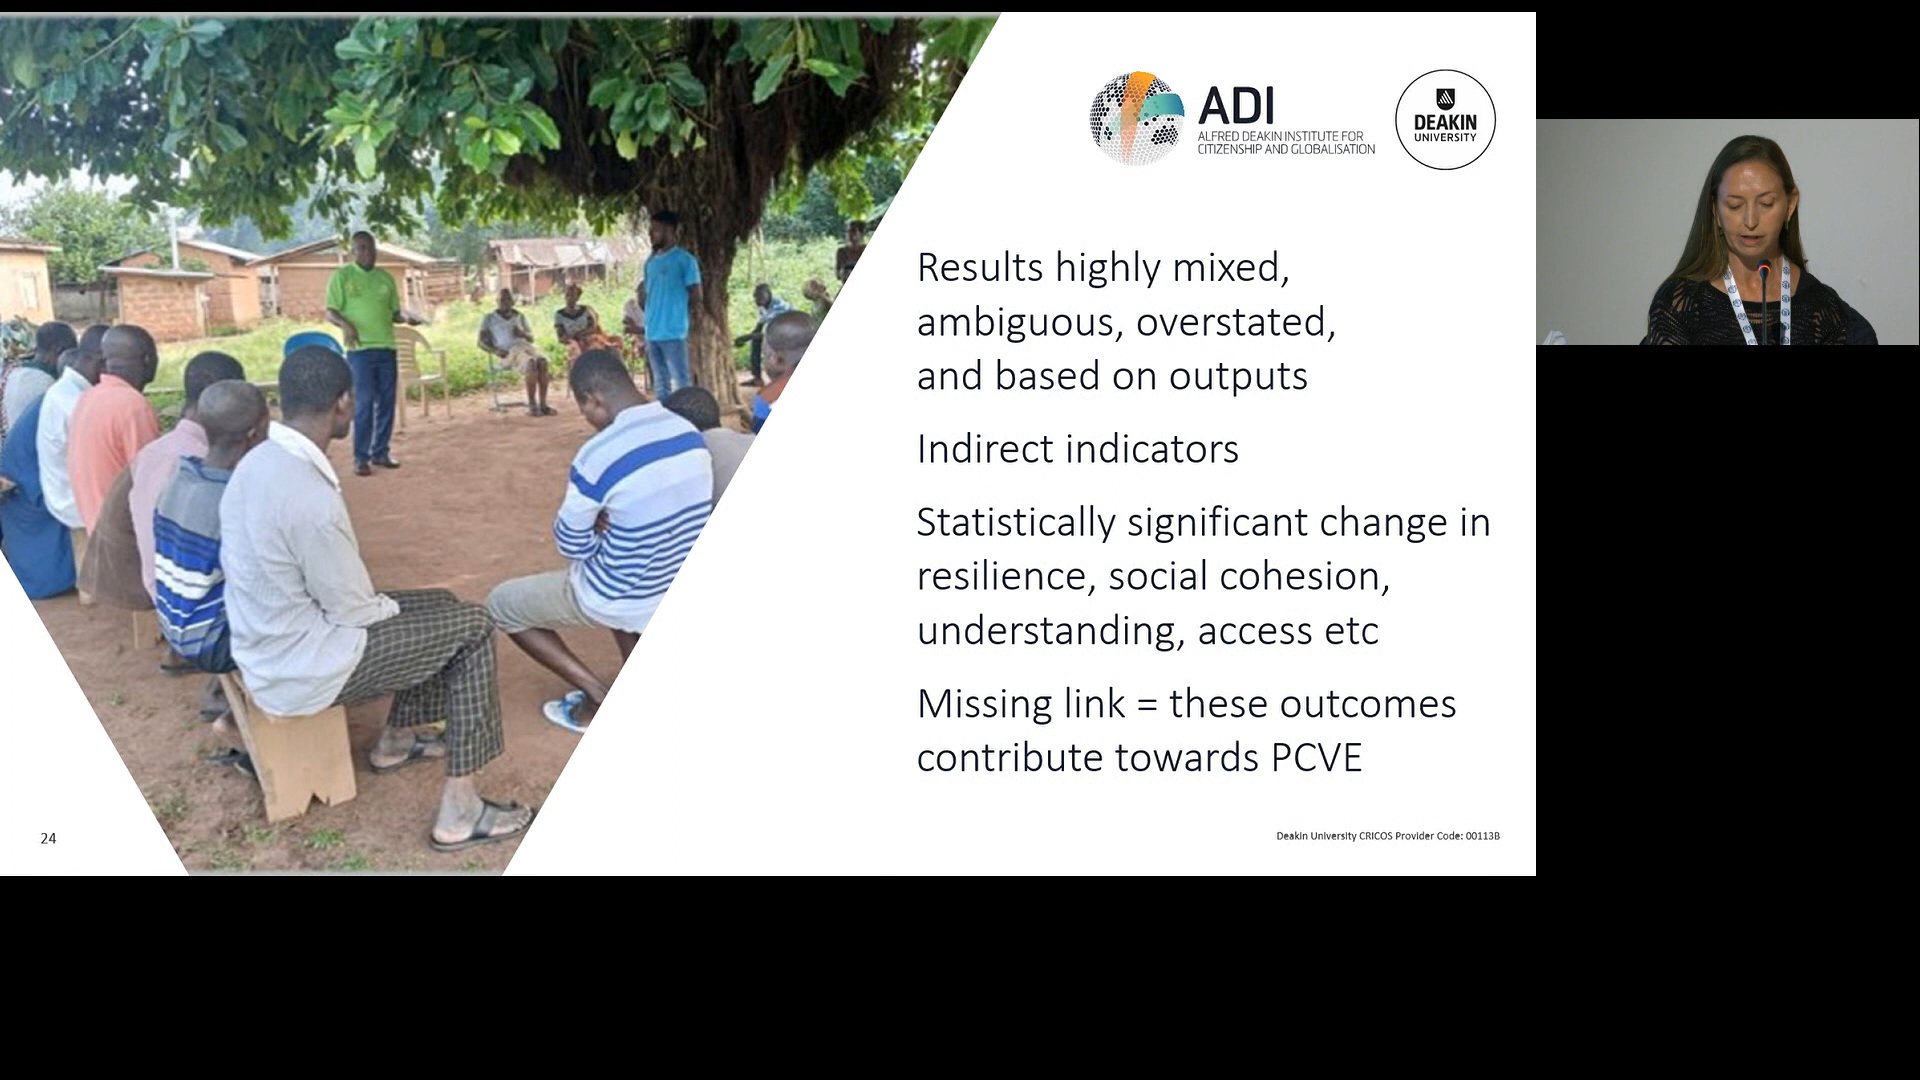 ADI
ALFRED DEAKIN INSTITUTE FOR
CITIZENSHIP AND GLOBALISATION
DEAKIN
UNIVERSITY
Results highly mixed,
ambiguous, overstated,
and based on outputs
Indirect indicators
Statistically significant change in
resilience, social cohesion,
understanding, access etc
Missing link = these outcomes
contribute towards PCVE
24
Deakin University CRICOS Provider Code: 00113B